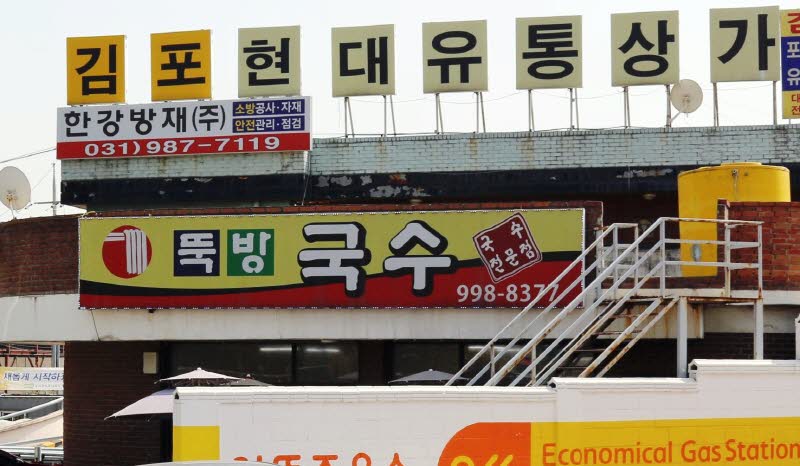 김포현대유통상가
한강방재(주)
소방공사·자재
안전관리·점검
031)987-7119
뚝방국수
국수
전문점
998-8377
Economical Gas Station